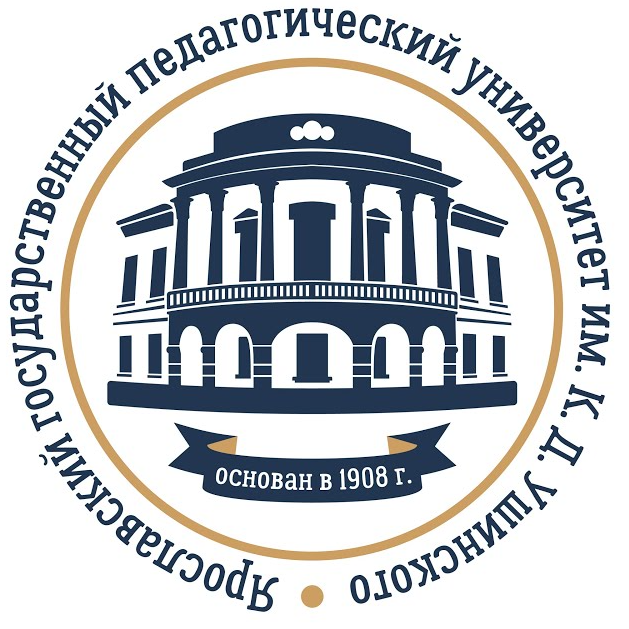 Ярославский государственный педагогический университет им. К. Д. Ушинского
основан в 1908 г.